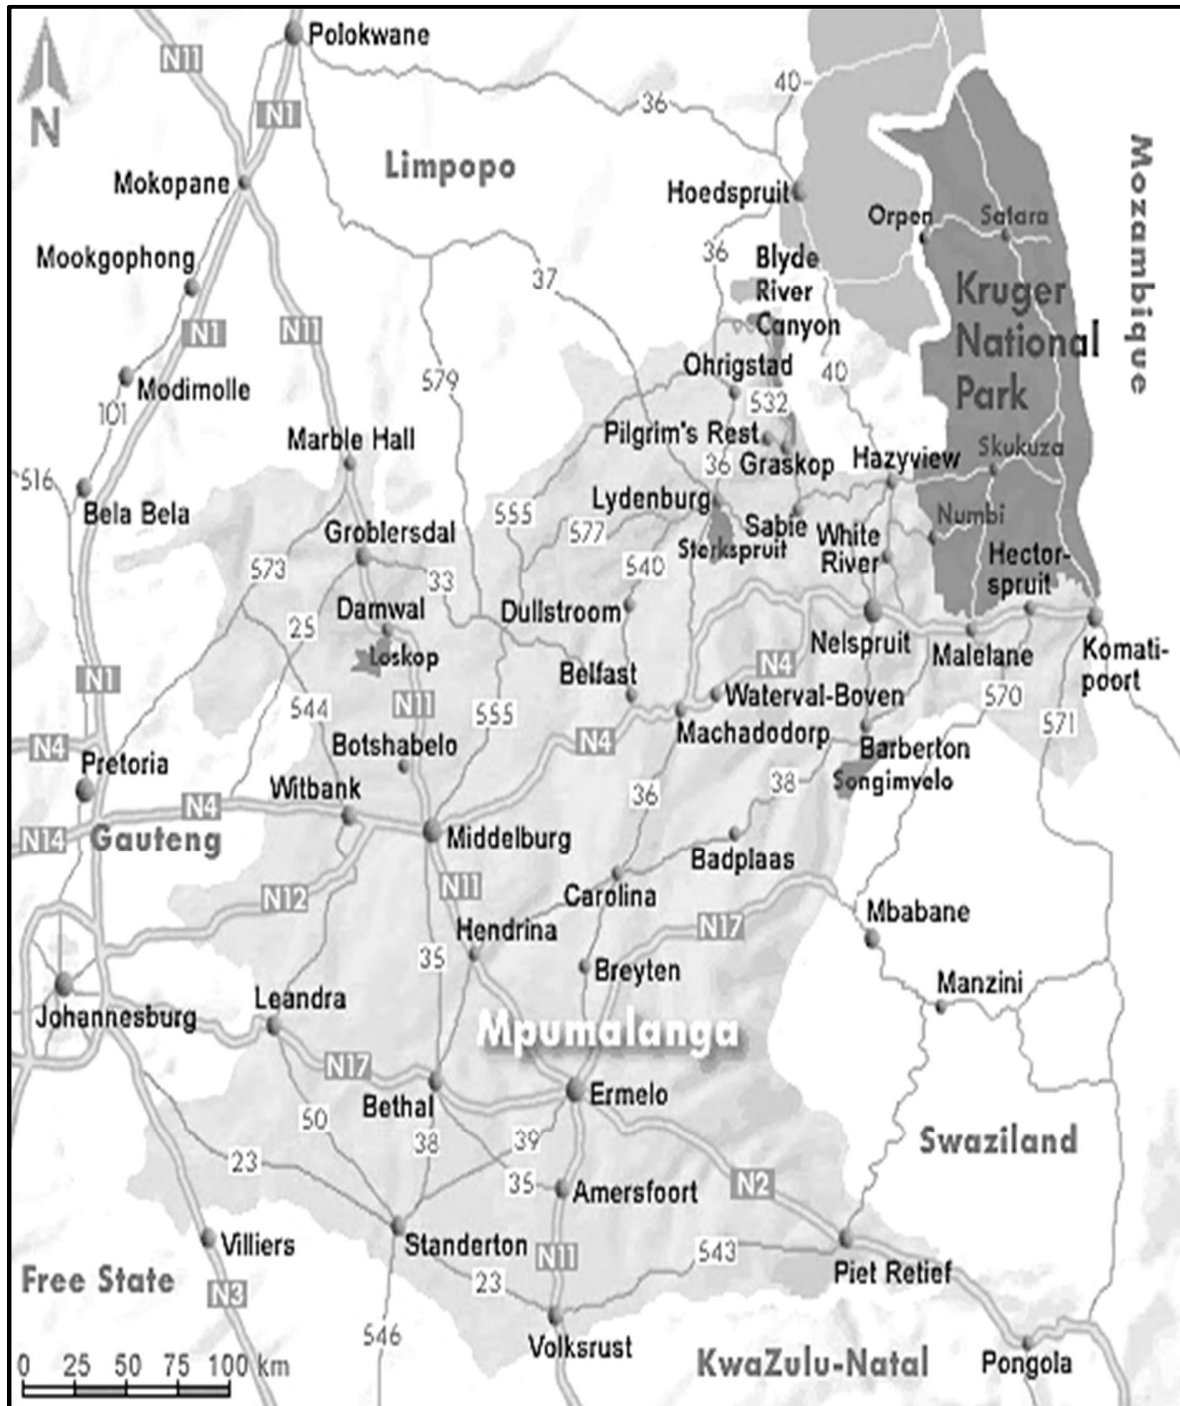 Polokwane
N11
N1
40
36
N
Limpopo
Mozambique
Mokopane
Hoedspruit
Orpen
Satara
36
Mookgophong
Blyde
River
Canyon
37
Kruger
National
Park
N1
N11
Ohrigstad
40
579
Modimolle
532
101
Marble Hall
Pilgrim's Rest
36
Graskop
Hazyview
Skukuza
516
Bela Bela
Lydenburg
555
577
Sabie
Numbi
Groblersdal
Sterkspruit
White
River
Hector-
spruit
573
33
540
Damwal
Dullstroom
25
Nelspruit
Malelane
Komati-
poort
Loskop
N1
Belfast
N4
544
N11
555
Waterval-Boven
570
N4
Botshabelo
N4
Machadodorp
571
Pretoria
Barberton
Witbank
Songimvelo
36
38
N4
N14
Gauteng
Middelburg
Badplaas
N12
N11
Carolina
Mbabane
Hendrina
N17
35
Breyten
Manzini
Leandra
Johannesburg
Mpumalanga
N17
Bethal
Ermelo
50
38
39
Swaziland
23
35
Amersfoort
N2
Villiers
Standerton
N11
543
Free State
23
Piet Retief
N3
546
Volksrust
KwaZulu-Natal
Pongola
0 25 50 75 100 km